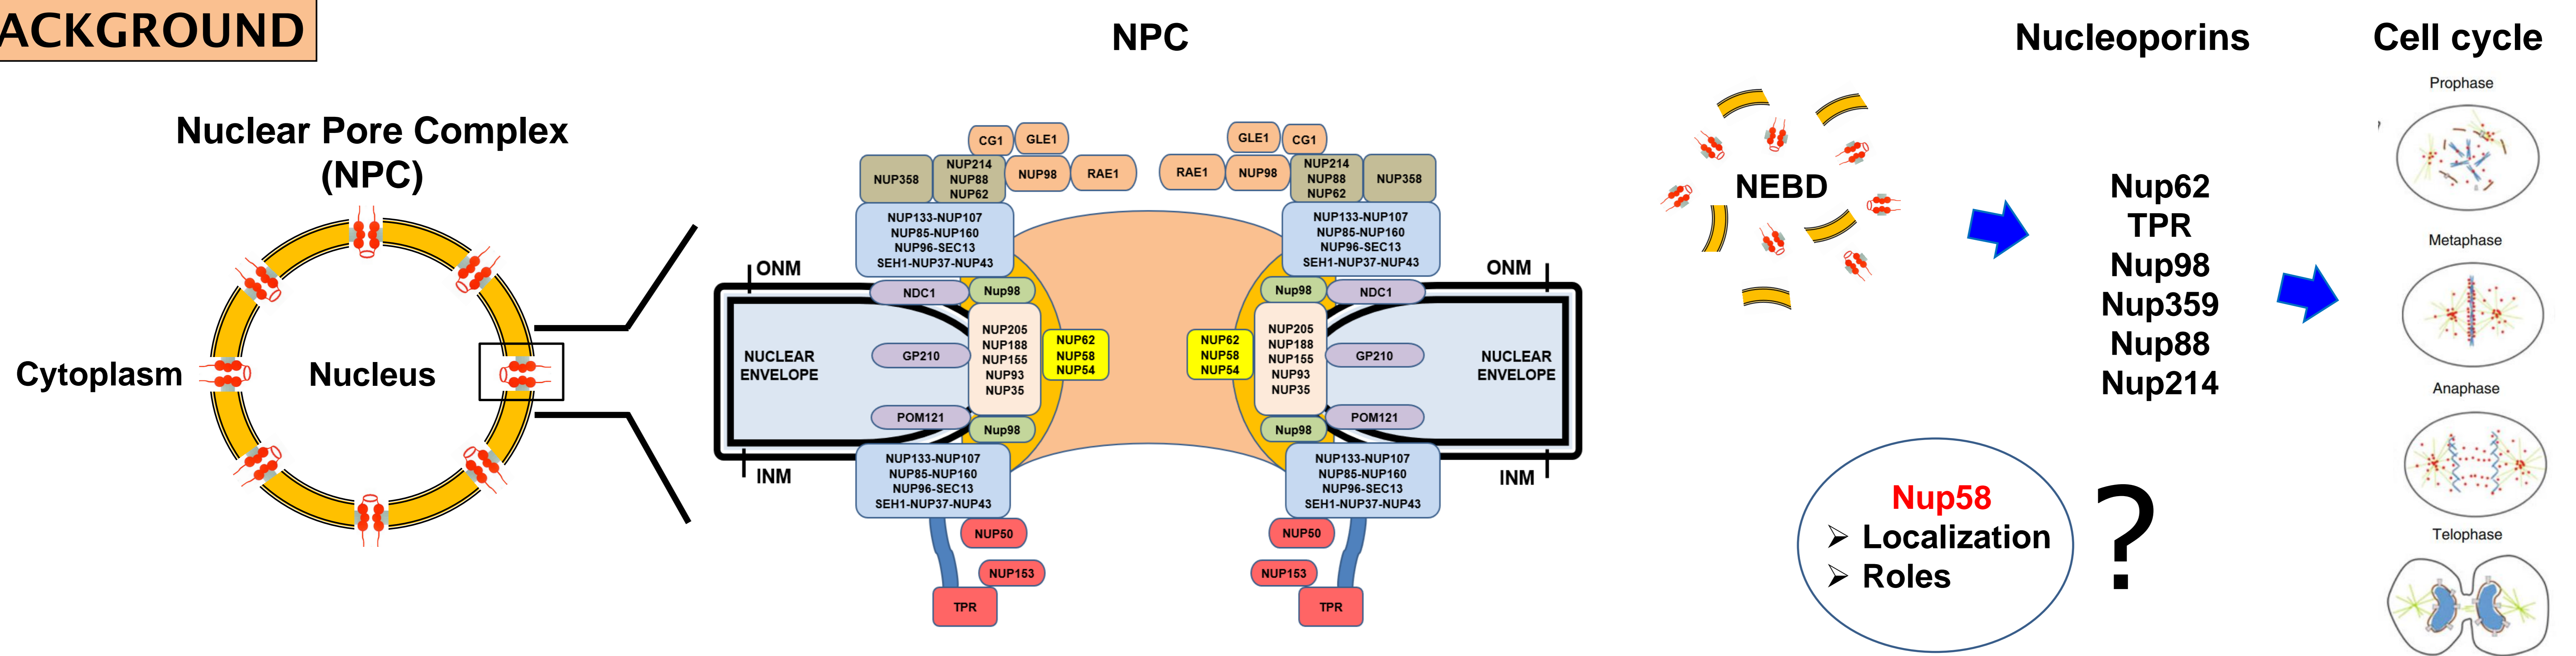 ACKGROUND
Nuclear Pore Complex
(NPC)
Cytoplasm
Nucleus
NPC
CG1
GLE1
NUP358
NUP214
NUP88
NUP62
NUP98
RAE1
NUP133-NUP107
NUP85-NUP160
NUP96-SEC13
SEH1-NUP37-NUP43
ONM
NDC1
Nup98
NUCLEAR
ENVELOPE
GP210
NUP205
NUP188
NUP155
NUP93
NUP35
NUP62
NUP58
NUP54
POM121
Nup98
INM
NUP133-NUP107
NUP85-NUP160
NUP96-SEC13
SEH1-NUP37-NUP43
NUP50
NUP153
TPR
GLE1
CG1
RAE1
NUP98
NUP214
NUP88
NUP62
NUP358
NUP133-NUP107
NUP85-NUP160
NUP96-SEC13
SEH1-NUP37-NUP43
ONM
Nup98
NDC1
NUP62
NUP58
NUP54
NUP205
NUP188
NUP155
NUP93
NUP35
GP210
NUCLEAR
ENVELOPE
Nup98
POM121
INM
NUP133-NUP107
NUP85-NUP160
NUP96-SEC13
SEH1-NUP37-NUP43
NUP50
NUP153
TPR
NEBD
Nucleoporins
Nup62
TPR
Nup98
Nup359
Nup88
Nup214
Nup58
➢ Localization
➢ Roles
?
Cell cycle
Prophase
Metaphase
Anaphase
Telophase